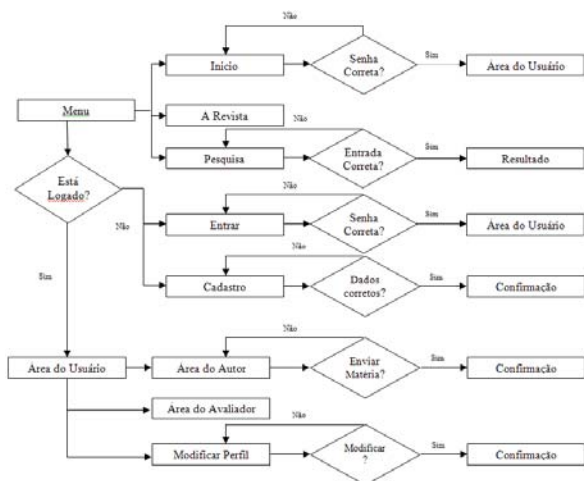 Não
Início
Senha
Correta?
Sim
Área do Usuário
Menu
A Revista
Não
Pesquisa
Entrada
Correta?
Sim
Resultado
Está
Logado?
Não
Não
Entrar
Senha
Correta?
Sim
Área do Usuário
Não
Cadastro
Dados
corretos?
Sim
Confirmação
Sim
Não
Área do Usuário
Área do Autor
Enviar
Matéria?
Sim
Confirmação
Área do Avaliador
Não
Modificar Perfil
Modificar
?
Sim
Confirmação